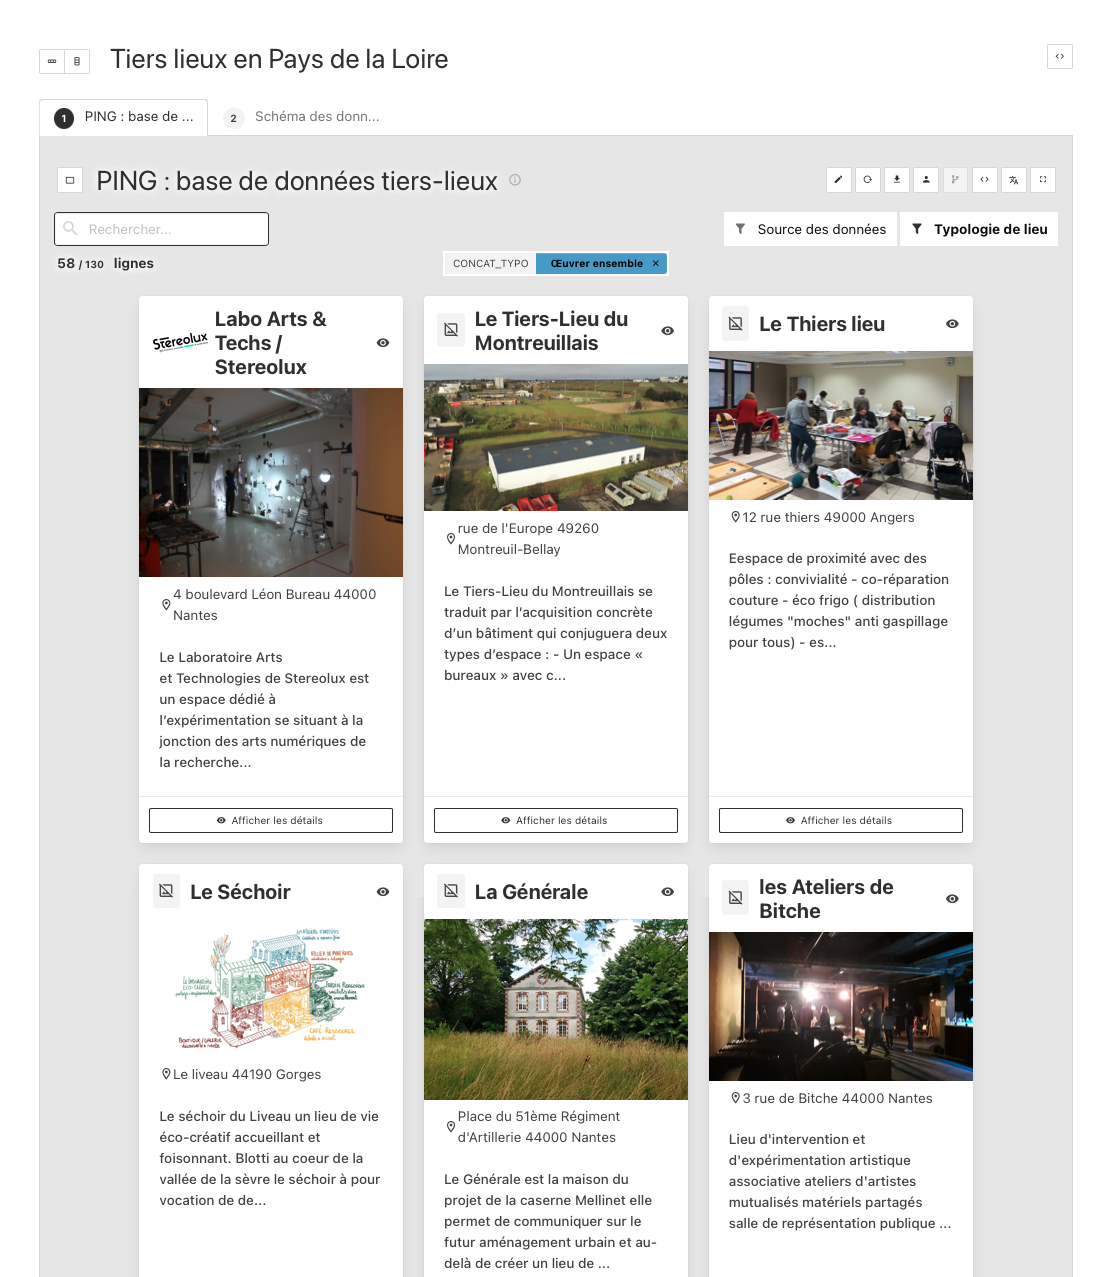 Tiers lieux en Pays de la Loire
1 PING : base de ...
2 Schéma des donn...
PING : base de données tiers-lieux
Rechercher...
Source des données
Typologie de lieu
58 / 130 lignes
CONCAT_TYPO Œuvrer ensemble ×
Stereolux
Labo Arts &
Techs /
Stereolux
4 boulevard Léon Bureau 44000
Nantes
Le Laboratoire Arts
et Technologies de Stereolux est
un espace dédié à
l’expérimentation se situant à la
jonction des arts numériques de
la recherche...
Afficher les détails
Le Tiers-Lieu du
Montreuillais
rue de l'Europe 49260
Montreuil-Bellay
Le Tiers-Lieu du Montreuillais se
traduit par l’acquisition concrète
d’un bâtiment qui conjuguera deux
types d’espace : - Un espace «
bureaux » avec c...
Afficher les détails
Le Thiers lieu
12 rue thiers 49000 Angers
Eespace de proximité avec des
pôles : convivialité - co-réparation
couture - éco frigo ( distribution
légumes "moches" anti gaspillage
pour tous) - es...
Afficher les détails
Le Séchoir
CAFÉ RESSOURCE
Le liveau 44190 Gorges
Le séchoir du Liveau un lieu de vie
éco-créatif accueillant et
foisonnant. Blotti au coeur de la
vallée de la sèvre le séchoir à pour
vocation de de...
La Générale
Place du 51ème Régiment
d'Artillerie 44000 Nantes
Le Générale est la maison du
projet de la caserne Mellinet elle
permet de communiquer sur le
futur aménagement urbain et au-
delà de créer un lieu de ...
les Ateliers de
Bitche
3 rue de Bitche 44000 Nantes
Lieu d'intervention et
d'expérimentation artistique
associative ateliers d'artistes
mutualisés matériels partagés
salle de représentation publique ...